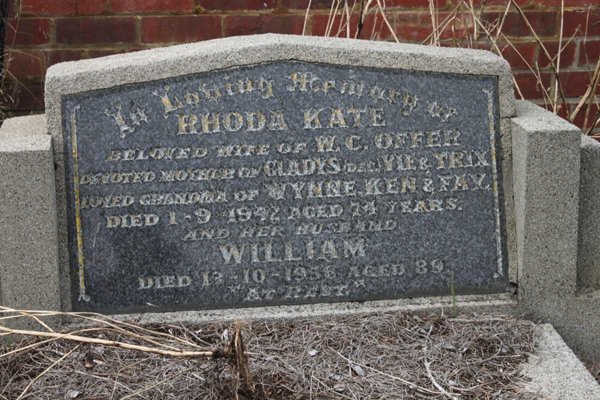 In Loving Memory of
RHODA KATE
BELOVED WIFE OF W. C. OFFER
DEVOTED MOTHER OF GLADYS (DEC.) VIE & TRIX
LOVED GRANDMA OF WYNNE, KEN & FAY.
DIED 1-9-1942 AGED 74 YEARS.
AND HER HUSBAND
WILLIAM
DIED 12-10-1956 AGED 89.
"AT REST"